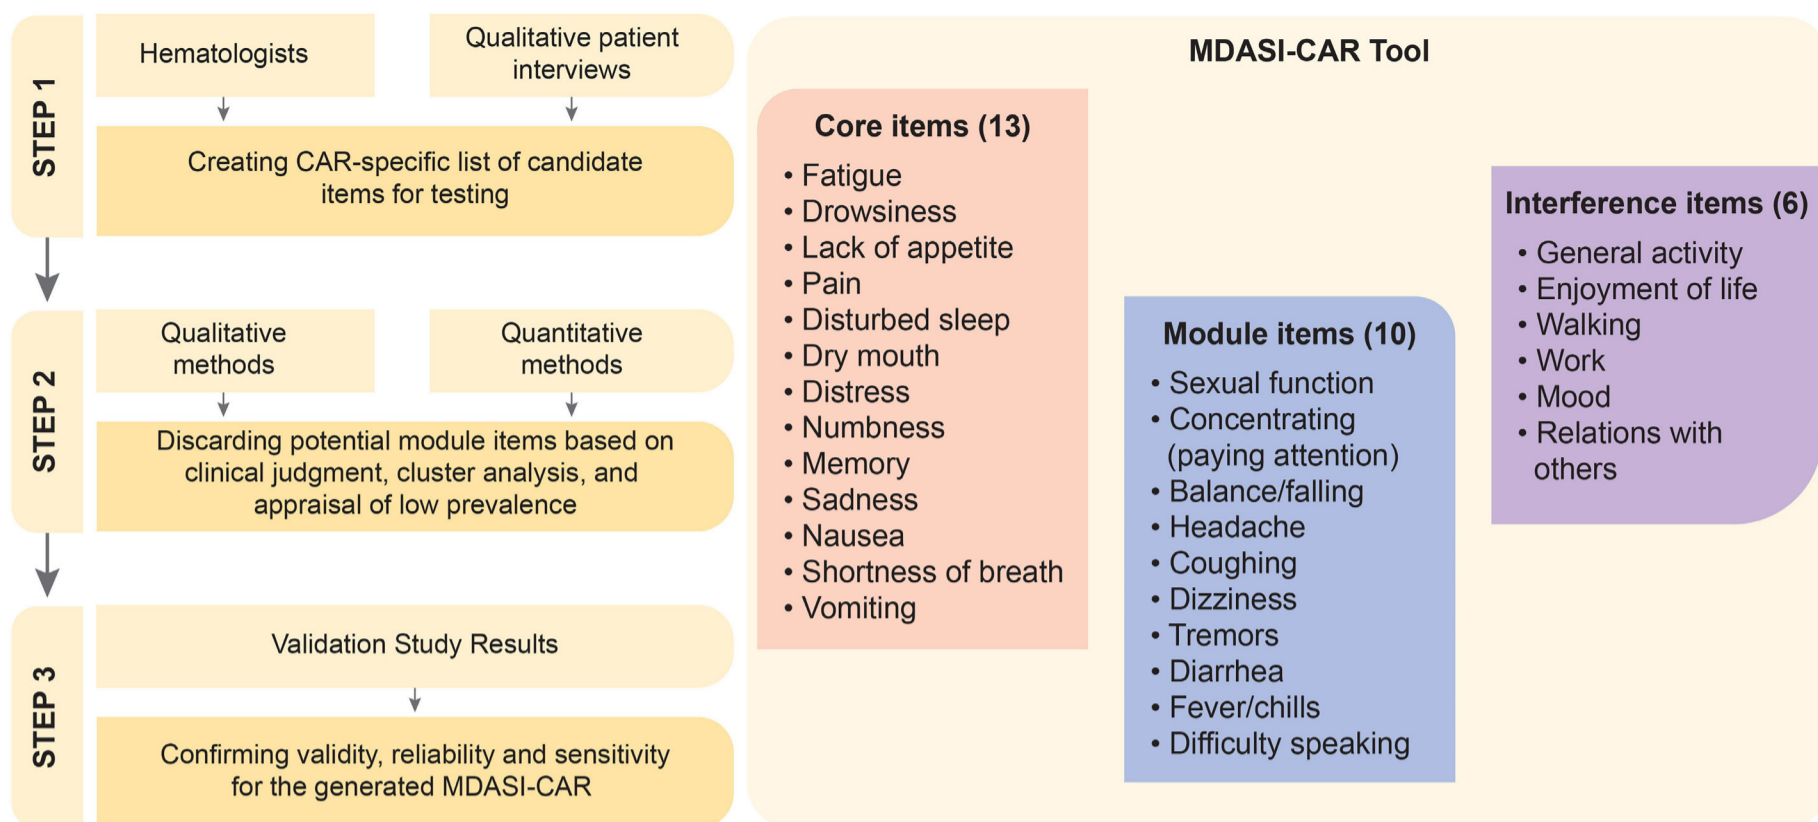 STEP 1
Hematologists
Qualitative patient
interviews
Creating CAR-specific list of candidate
items for testing
STEP 2
Qualitative
methods
Quantitative
methods
Discarding potential module items based on
clinical judgment, cluster analysis, and
appraisal of low prevalence
STEP 3
Validation Study Results
Confirming validity, reliability and sensitivity
for the generated MDASI-CAR
MDASI-CAR Tool
Core items (13)
• Fatigue
• Drowsiness
• Lack of appetite
• Pain
• Disturbed sleep
• Dry mouth
• Distress
• Numbness
• Memory
• Sadness
• Nausea
• Shortness of breath
• Vomiting
Module items (10)
• Sexual function
• Concentrating
(paying attention)
• Balance/falling
• Headache
• Coughing
• Dizziness
• Tremors
• Diarrhea
• Fever/chills
• Difficulty speaking
Interference items (6)
• General activity
• Enjoyment of life
• Walking
• Work
• Mood
• Relations with
others